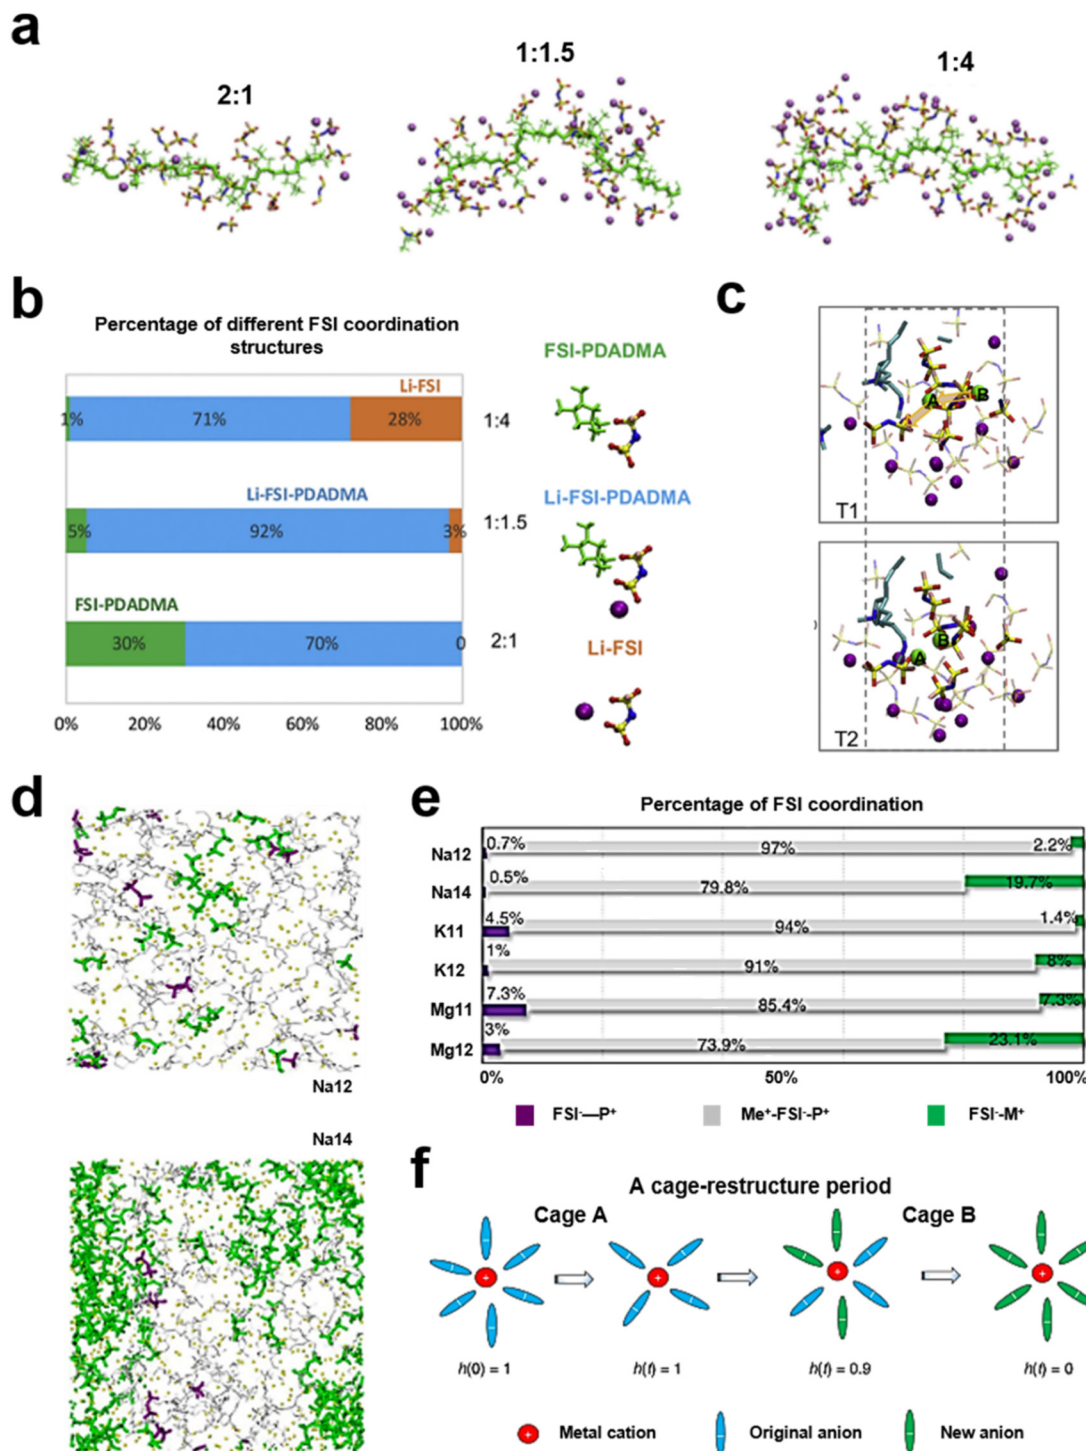 a
2:1
1:1.5
1:4
b
Percentage of different FSI coordination
structures
Li-FSI
1%
71%
28%
1:4
Li-FSI-PDADMA
5%
92%
3%
1:1.5
FSI-PDADMA
30%
70%
0
2:1
0%
20%
40%
60%
80%
100%
FSI-PDADMA
Li-FSI-PDADMA
Li-FSI
c
A
B
T1
A
B
T2
d
Na12
Na14
e
Percentage of FSI coordination
Na12
0.7%
97%
2.2%
Na14
0.5%
79.8%
19.7%
K11
4.5%
94%
1.4%
K12
1%
91%
8%
Mg11
7.3%
85.4%
7.3%
Mg12
3%
73.9%
23.1%
0%
50%
100%
FSI⁻—P⁺
Me⁺-FSI⁻-P⁺
FSI⁻-M⁺
f
A cage-restructure period
Cage A
Cage B
h(0) = 1
h(t) = 1
h(t) = 0.9
h(t) = 0
Metal cation
Original anion
New anion